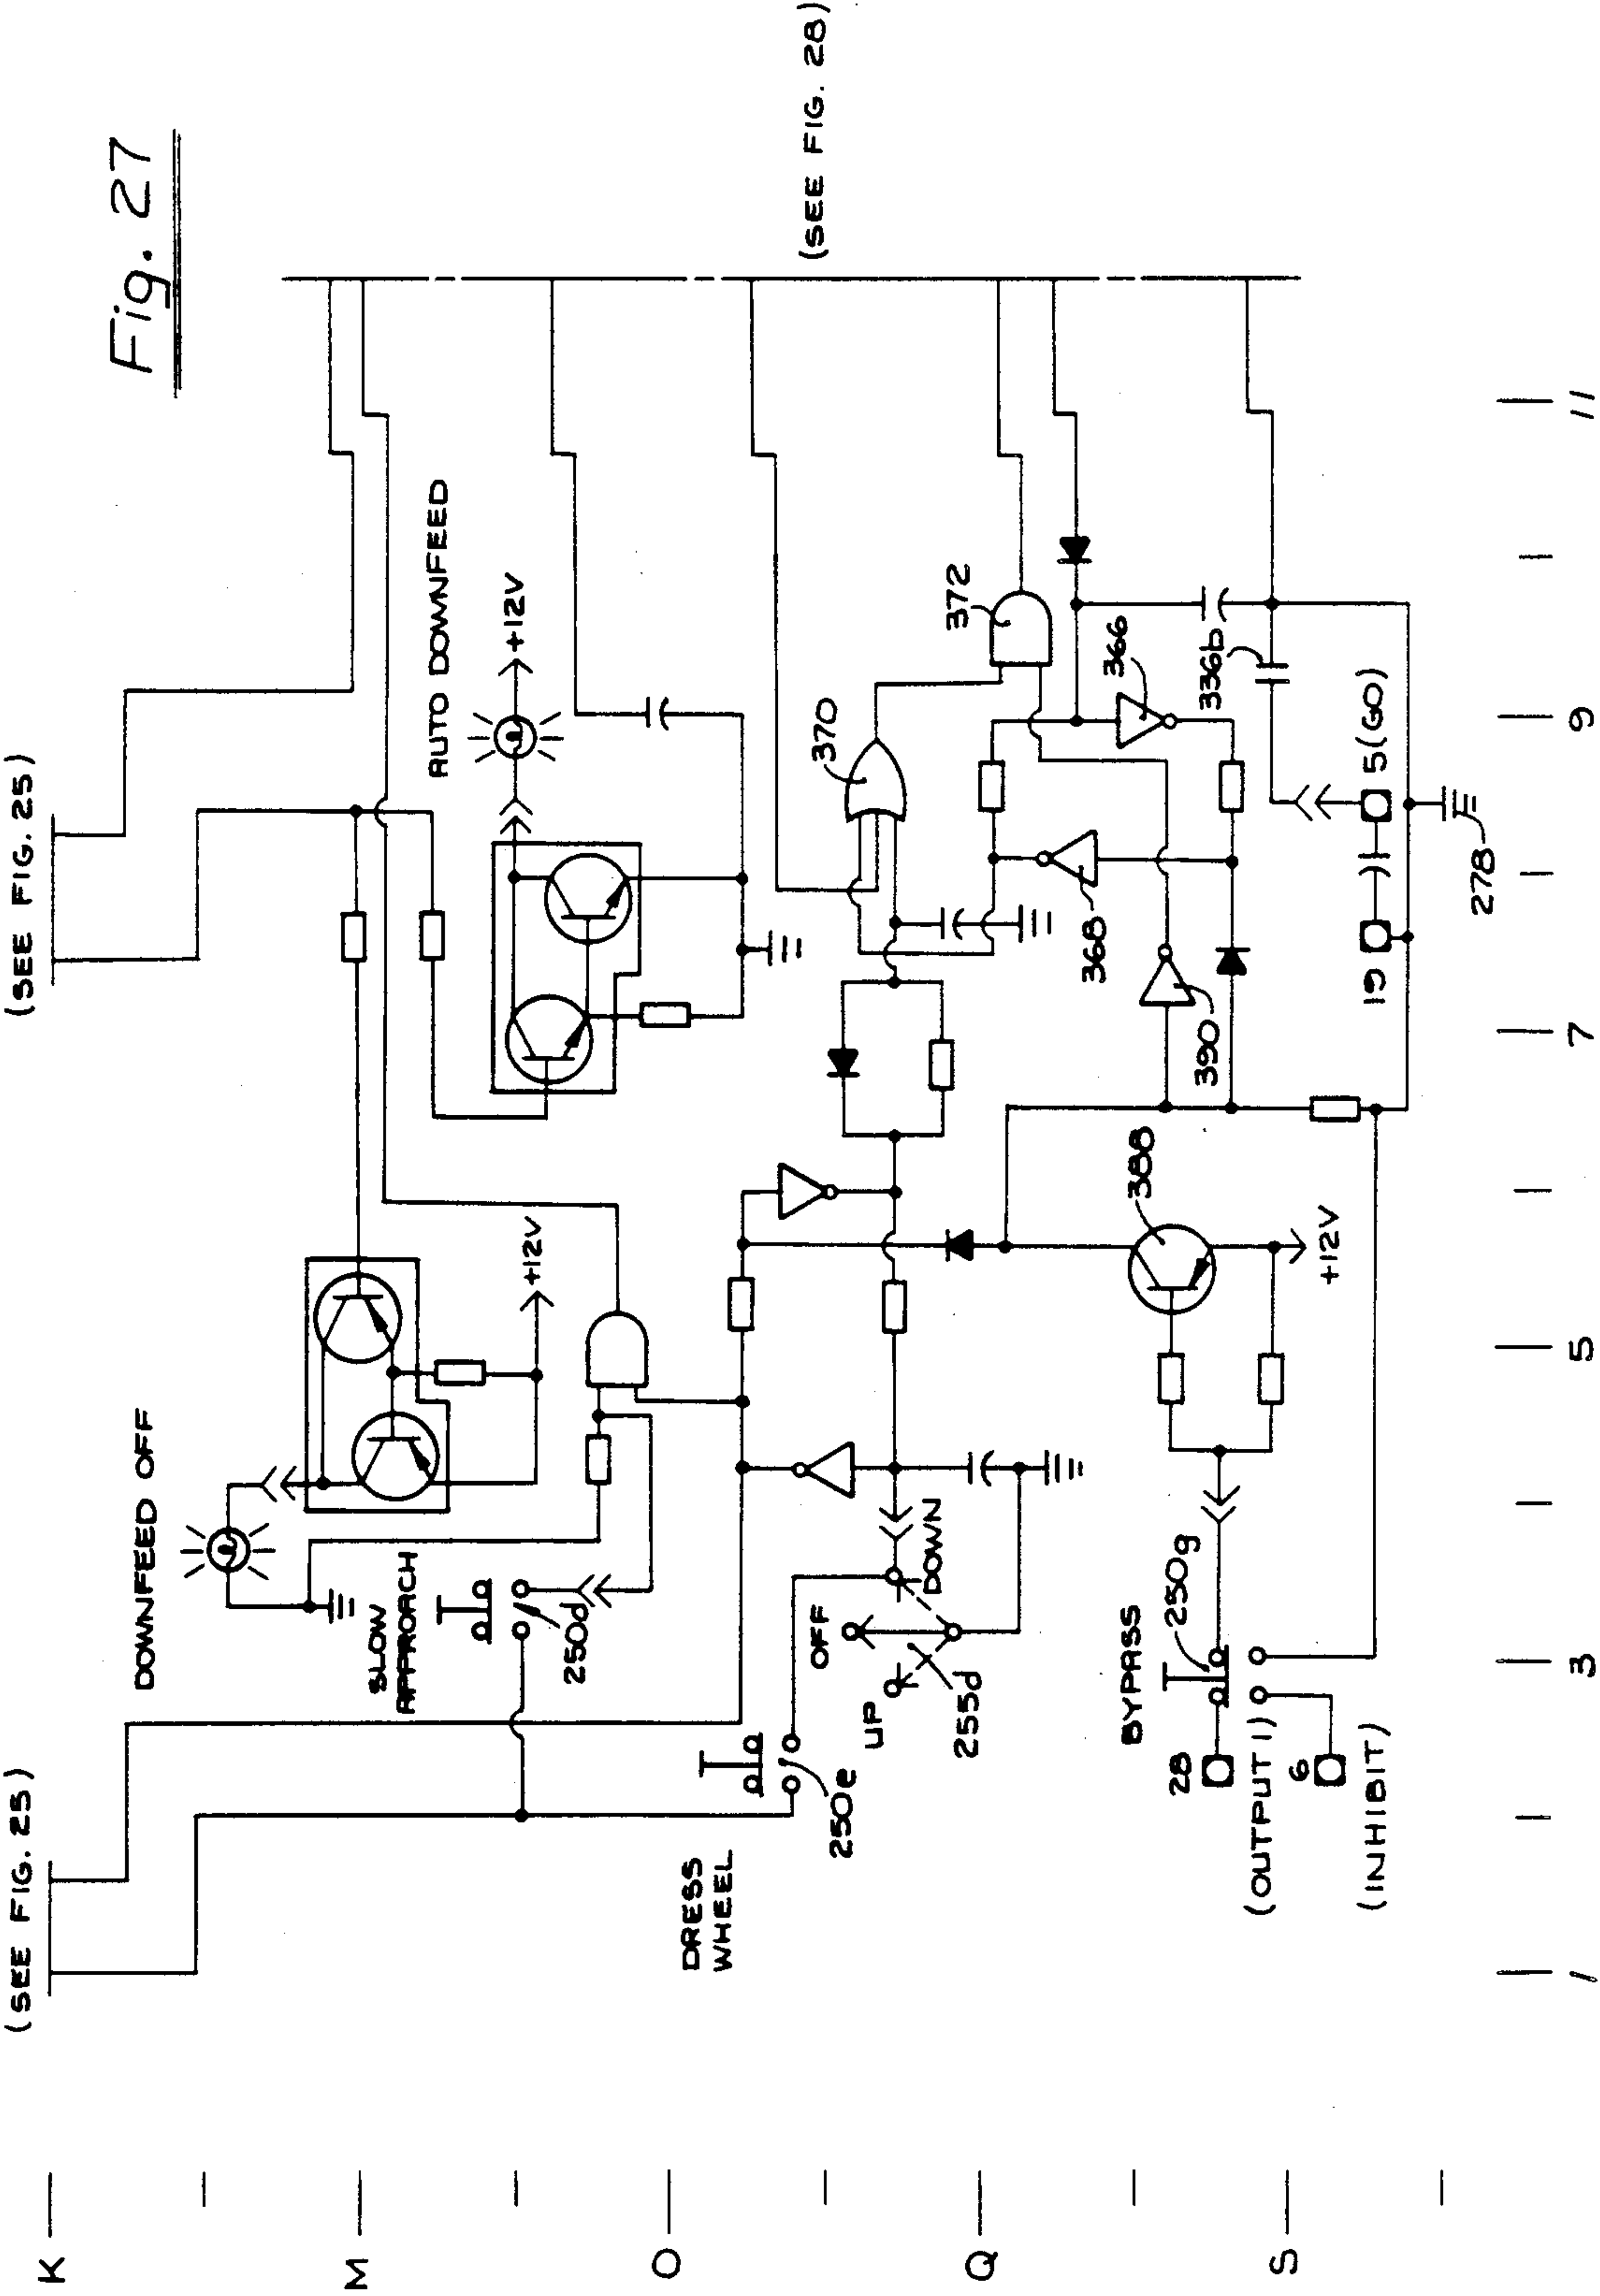 Fig. 27
(SEE FIG. 25)
(SEE FIG. 25)
(SEE FIG. 28)
DOWNFEED OFF
AUTO DOWNFEED
+12V
+12V
SLOW
APPROACH
250d
DRESS
WHEEL
250e
OFF
UP
DOWN
255d
370
372
366
368
336b
390
388
+12V
BYPASS
250g
28
(OUTPUT 1)
6
(INHIBIT)
19
5(GO)
278
K
M
O
Q
S
1
3
5
7
9
11